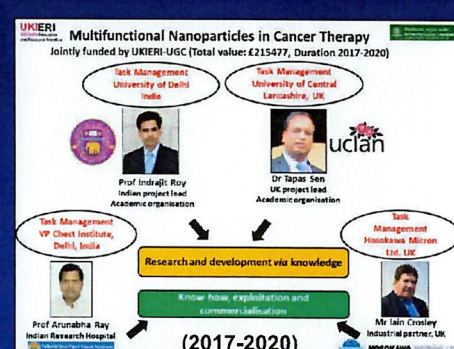 UKIERI
Multifunctional Nanoparticles in Cancer Therapy
Jointly funded by UKIERI-UGC (Total value: £215477, Duration 2017-2020)
Task Management
University of Delhi
India
Task Management
University of Central
Lancashire, UK
uclan
Prof Indrajit Roy
Indian project lead
Academic organisation
Dr Tapas Sen
UK project lead
Academic organisation
Task Management
VP Chest Institute,
Delhi, India
Task
Management
Hosokawa Micron
Ltd. UK
Research and development via knowledge
Know-how, exploitation and
commercialisation
Prof Arunabha Ray
Indian Research Hospital
Mr Iain Crosley
Industrial partner, UK
(2017-2020)
HOSOKAWA